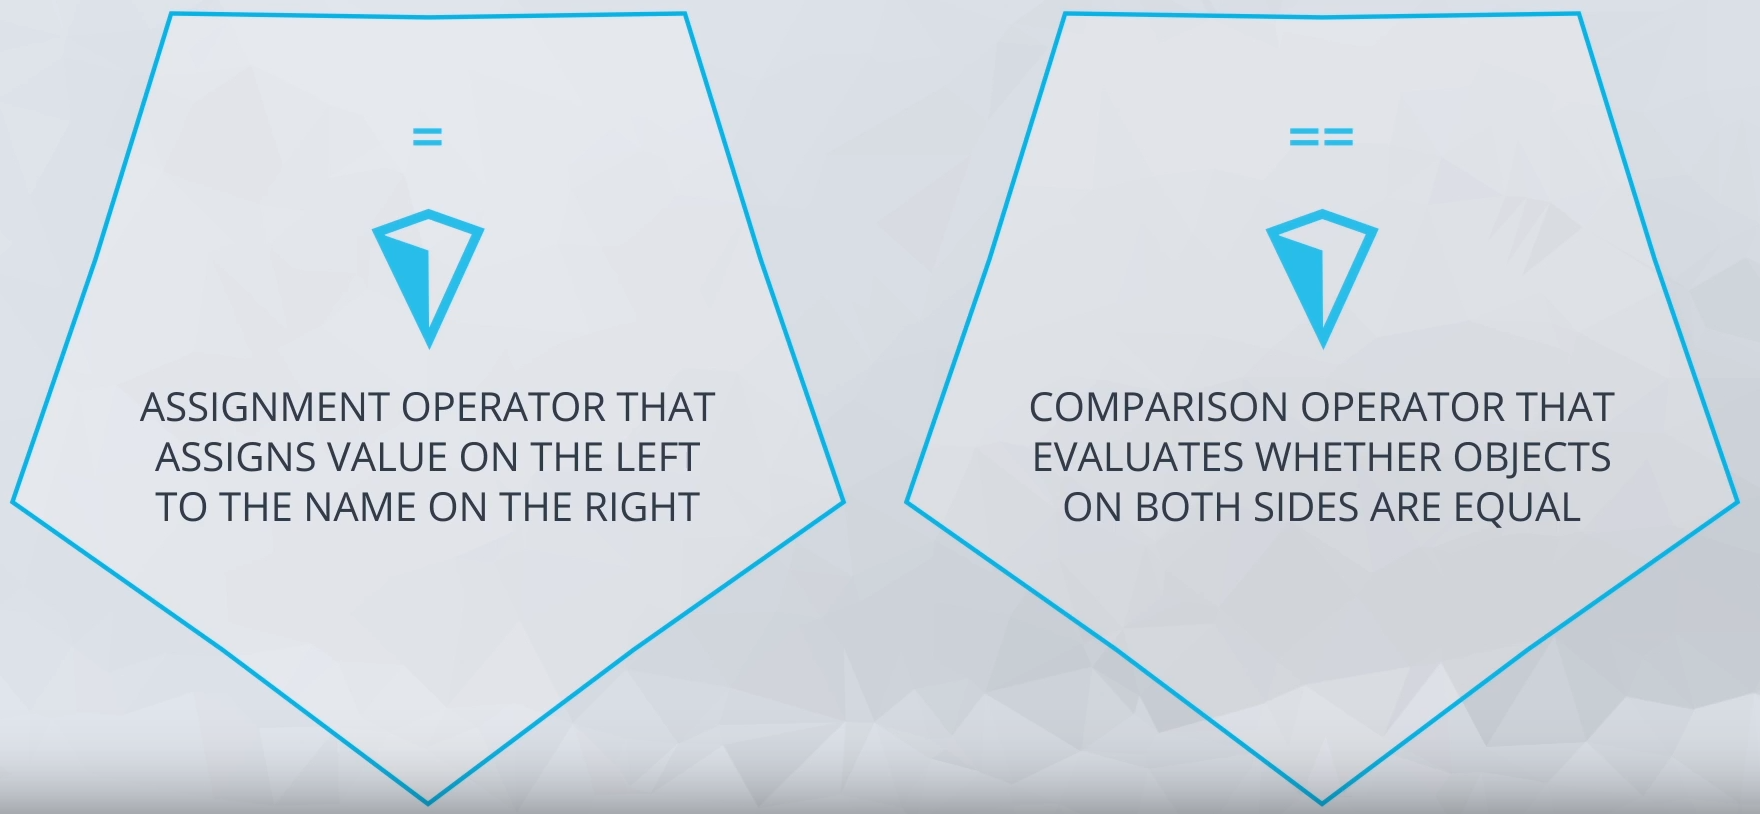 =
ASSIGNMENT OPERATOR THAT
ASSIGNS VALUE ON THE LEFT
TO THE NAME ON THE RIGHT
==
COMPARISON OPERATOR THAT
EVALUATES WHETHER OBJECTS
ON BOTH SIDES ARE EQUAL